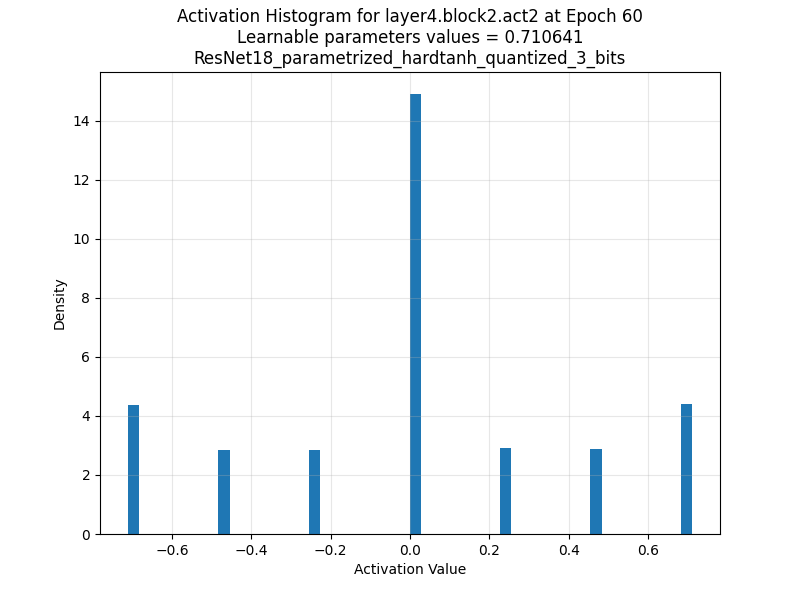 Activation Histogram for layer4.block2.act2 at Epoch 60
Learnable parameters values = 0.710641
ResNet18_parametrized_hardtanh_quantized_3_bits
14
12
10
8
6
4
2
0
Density
−0.6 −0.4 −0.2 0.0 0.2 0.4 0.6
Activation Value